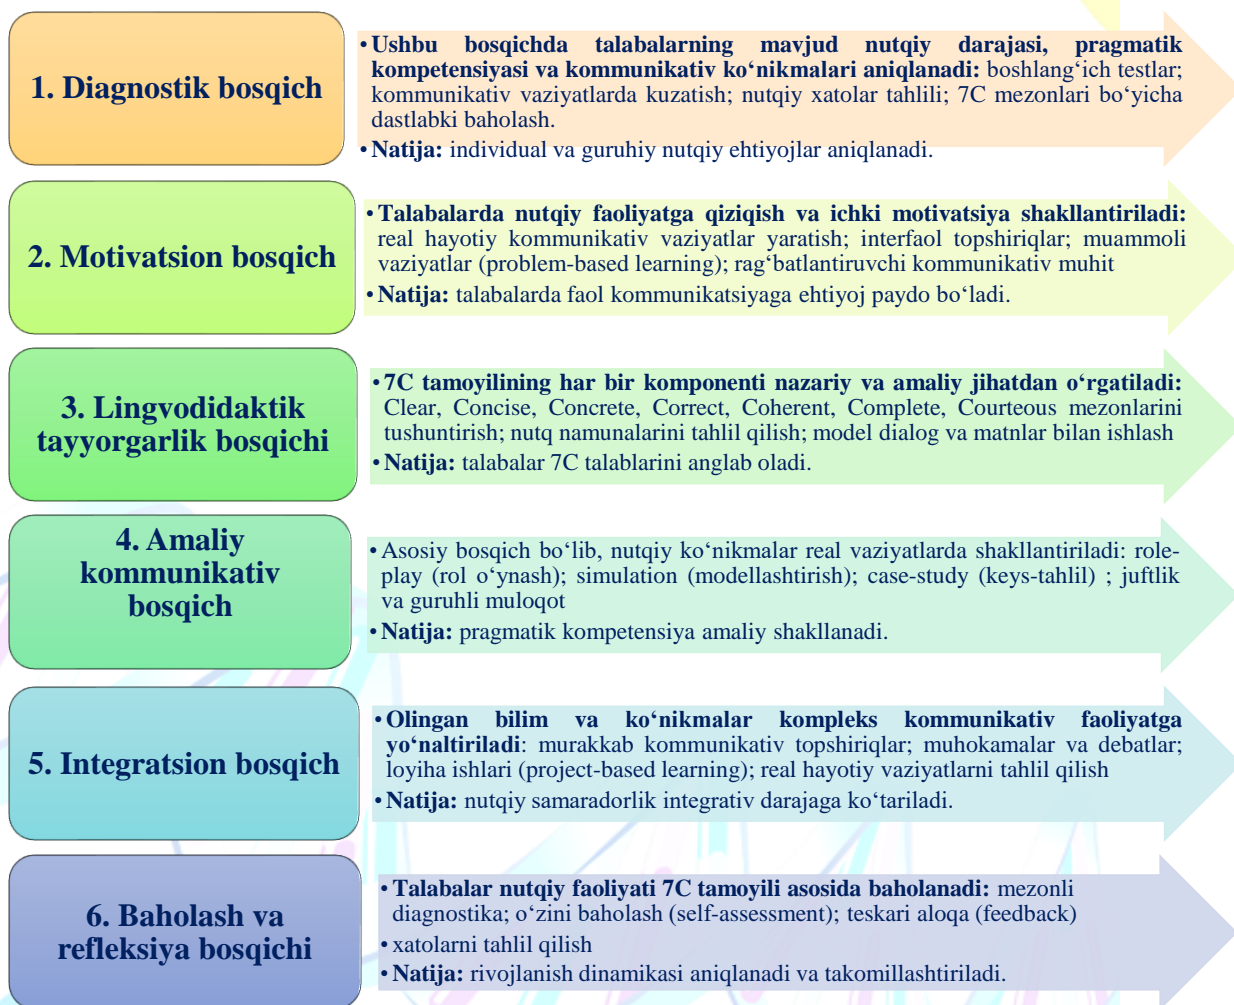 1. Diagnostik bosqich
• Ushbu bosqichda talabalarning mavjud nutqiy darajasi, pragmatik
kompetensiyasi va kommunikativ ko‘nikmalari aniqlanadi: boshlang‘ich testlar;
kommunikativ vaziyatlarda kuzatish; nutqiy xatolar tahlili; 7C mezonlari bo‘yicha
dastlabki baholash.
• Natija: individual va guruhiy nutqiy ehtiyojlar aniqlanadi.
2. Motivatsion bosqich
• Talabalarda nutqiy faoliyatga qiziqish va ichki motivatsiya shakllantiriladi:
real hayotiy kommunikativ vaziyatlar yaratish; interfaol topshiriqlar; muammoli
vaziyatlar (problem-based learning); rag‘batlantiruvchi kommunikativ muhit
• Natija: talabalarda faol kommunikatsiyaga ehtiyoj paydo bo‘ladi.
3. Lingvodidaktik
tayyorgarlik bosqichi
• 7C tamoyilining har bir komponenti nazariy va amaliy jihatdan o‘rgatiladi:
Clear, Concise, Concrete, Correct, Coherent, Complete, Courteous mezonlarini
tushuntirish; nutq namunalarini tahlil qilish; model dialog va matnlar bilan ishlash
• Natija: talabalar 7C talablarini anglab oladi.
4. Amaliy
kommunikativ
bosqich
• Asosiy bosqich bo‘lib, nutqiy ko‘nikmalar real vaziyatlarda shakllantiriladi: role-
play (rol o‘ynash); simulation (modellashtirish); case-study (keys-tahlil) ; juftlik
va guruhli muloqot
• Natija: pragmatik kompetensiya amaliy shakllanadi.
5. Integratsion bosqich
• Olingan bilim va ko‘nikmalar kompleks kommunikativ faoliyatga
yo‘naltiriladi: murakkab kommunikativ topshiriqlar; muhokamalar va debatlar;
loyiha ishlari (project-based learning); real hayotiy vaziyatlarni tahlil qilish
• Natija: nutqiy samaradorlik integrativ darajaga ko‘tariladi.
6. Baholash va
refleksiya bosqichi
• Talabalar nutqiy faoliyati 7C tamoyili asosida baholanadi: mezonli
diagnostika; o‘zini baholash (self-assessment); teskari aloqa (feedback)
• xatolarni tahlil qilish
• Natija: rivojlanish dinamikasi aniqlanadi va takomillashtiriladi.